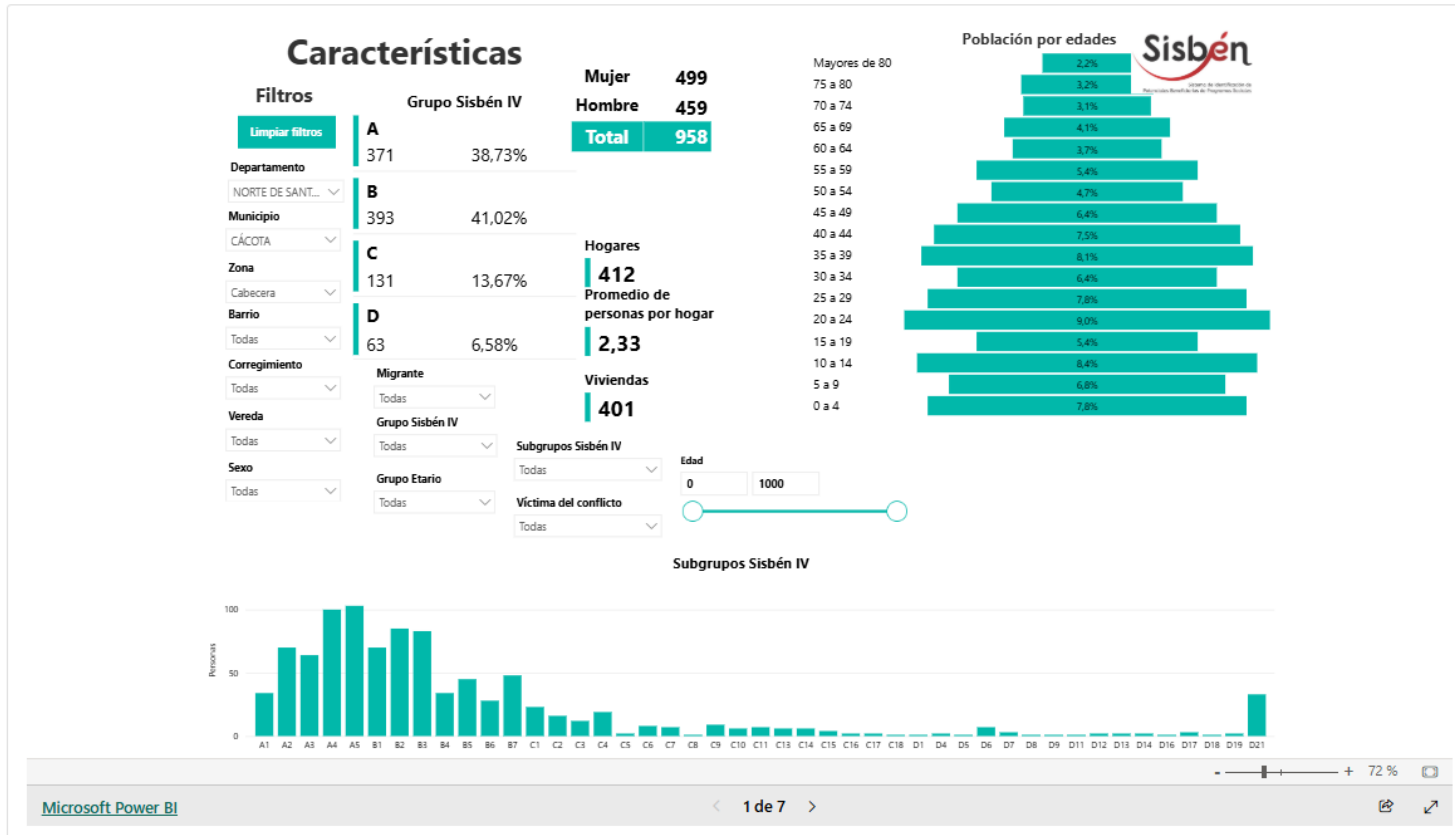 Características
Filtros
Limpiar filtros
Departamento
NORTE DE SANT...
Municipio
CÁCOTA
Zona
Cabecera
Barrio
Todas
Corregimiento
Todas
Vereda
Todas
Sexo
Todas
Grupo Sisbén IV
A
371 38,73%
B
393 41,02%
C
131 13,67%
D
63 6,58%
Migrante
Todas
Grupo Sisbén IV
Todas
Grupo Etario
Todas
Mujer 499
Hombre 459
Total 958
Hogares
412
Promedio de
personas por hogar
2,33
Viviendas
401
Subgrupos Sisbén IV
Todas
Víctima del conflicto
Todas
Edad
0 1000
Población por edades
Sisbén
Sistema de Identificación de
Potenciales Beneficiarios de Programas Sociales
Mayores de 80 2,2%
75 a 80 3,2%
70 a 74 3,1%
65 a 69 4,1%
60 a 64 3,7%
55 a 59 5,4%
50 a 54 4,7%
45 a 49 6,4%
40 a 44 7,5%
35 a 39 8,1%
30 a 34 6,4%
25 a 29 7,8%
20 a 24 9,0%
15 a 19 5,4%
10 a 14 8,4%
5 a 9 6,8%
0 a 4 7,8%
Subgrupos Sisbén IV
Personas
100
50
0
A1 A2 A3 A4 A5 B1 B2 B3 B4 B5 B6 B7 C1 C2 C3 C4 C5 C6 C7 C8 C9 C10 C11 C13 C14 C15 C16 C17 C18 D1 D4 D5 D6 D7 D8 D9 D11 D12 D13 D14 D16 D17 D18 D19 D21
- + 72 %
Microsoft Power BI
1 de 7